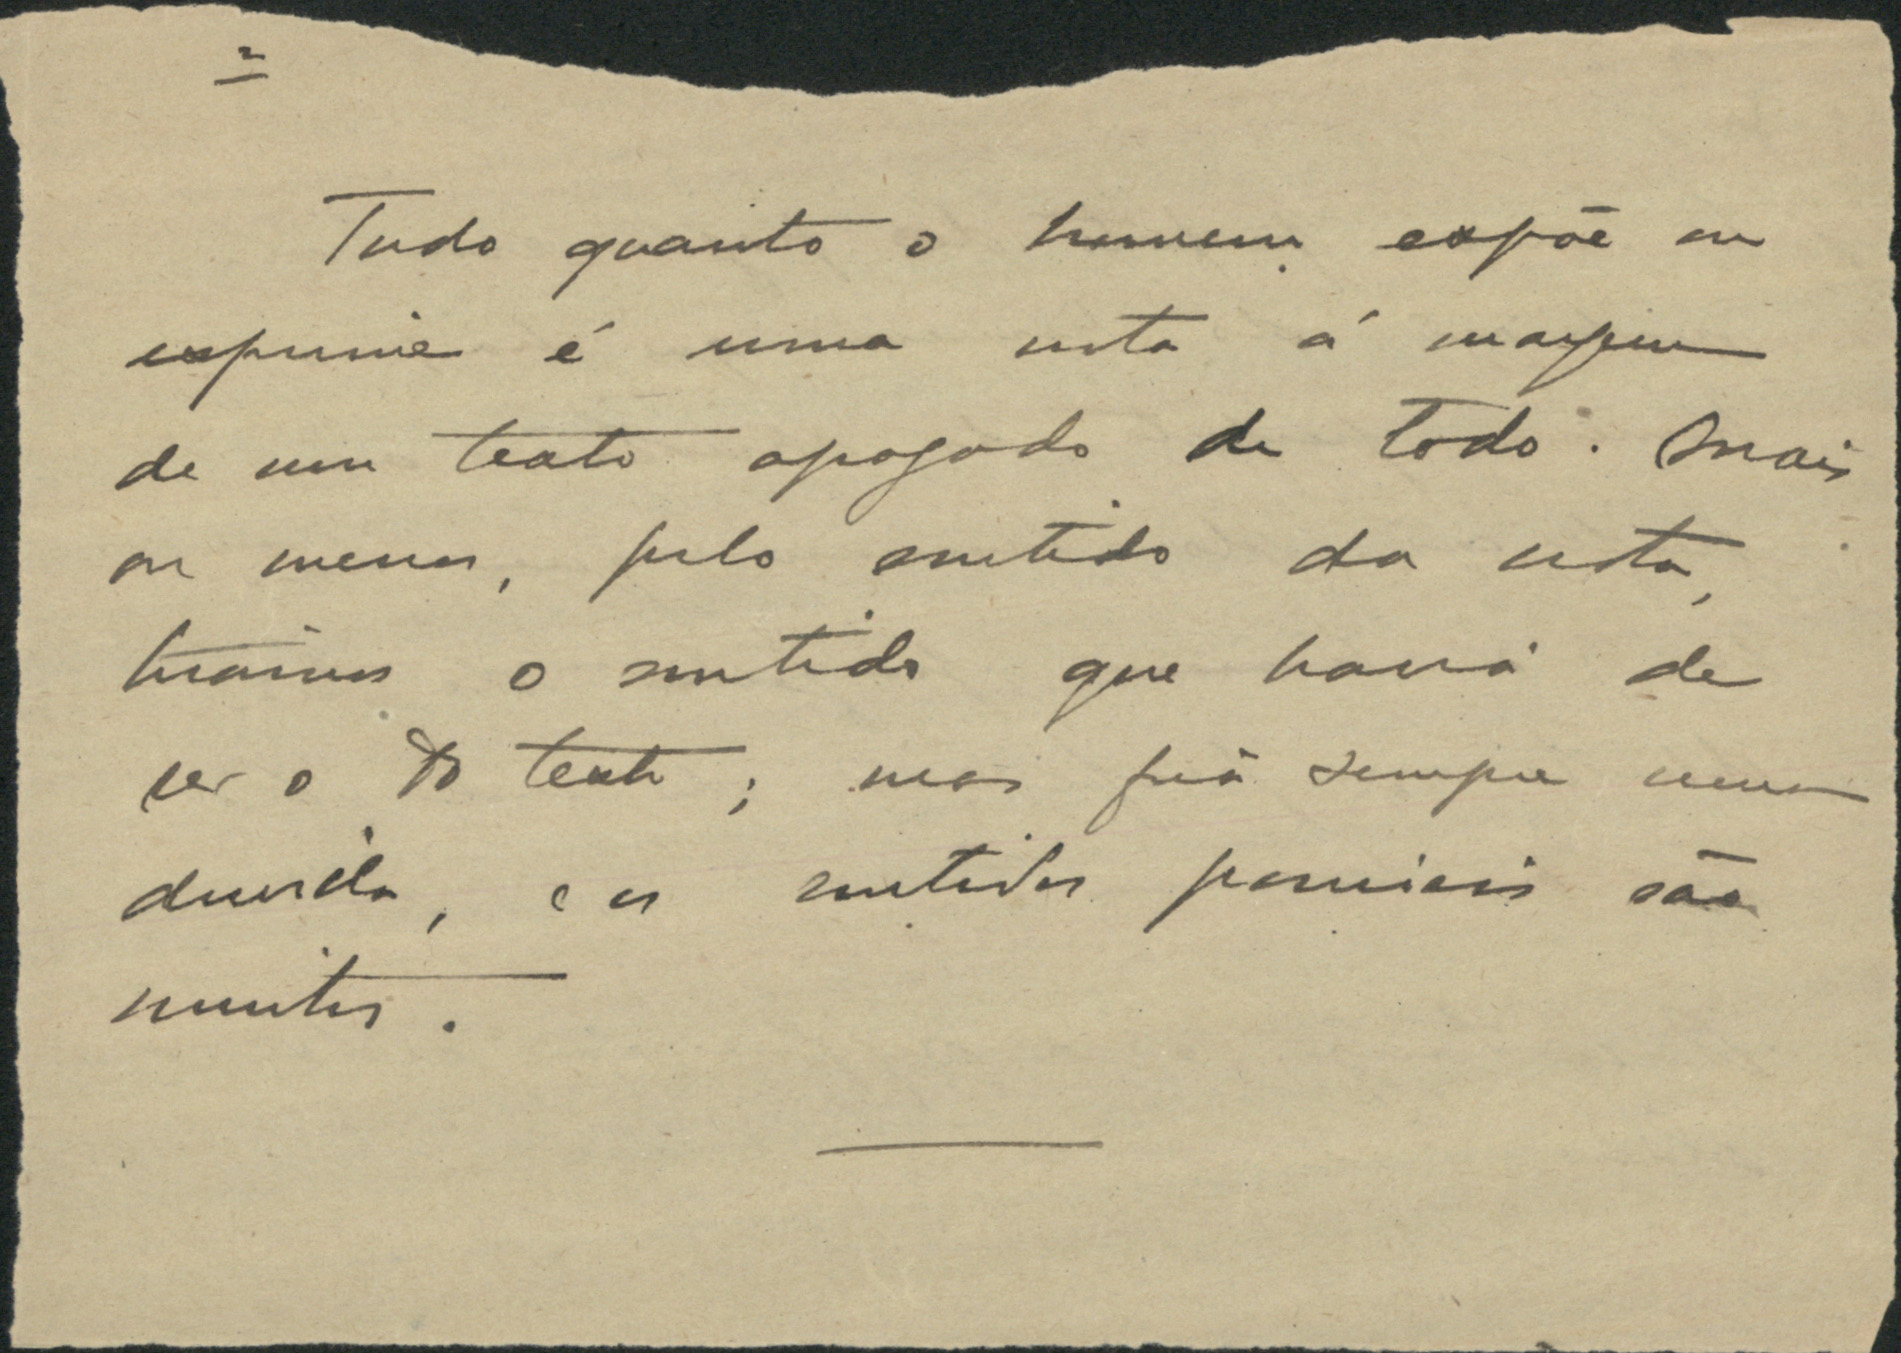 2
Tudo quanto o homem expõe ou
exprime é uma nota á margem
de um texto apagado de todo. Mais
ou menos, pelo sentido da nota,
tiramos o sentido que havia de
ser o do texto; mas fica sempre uma
duvida, e os sentidos possiveis são
muitos.